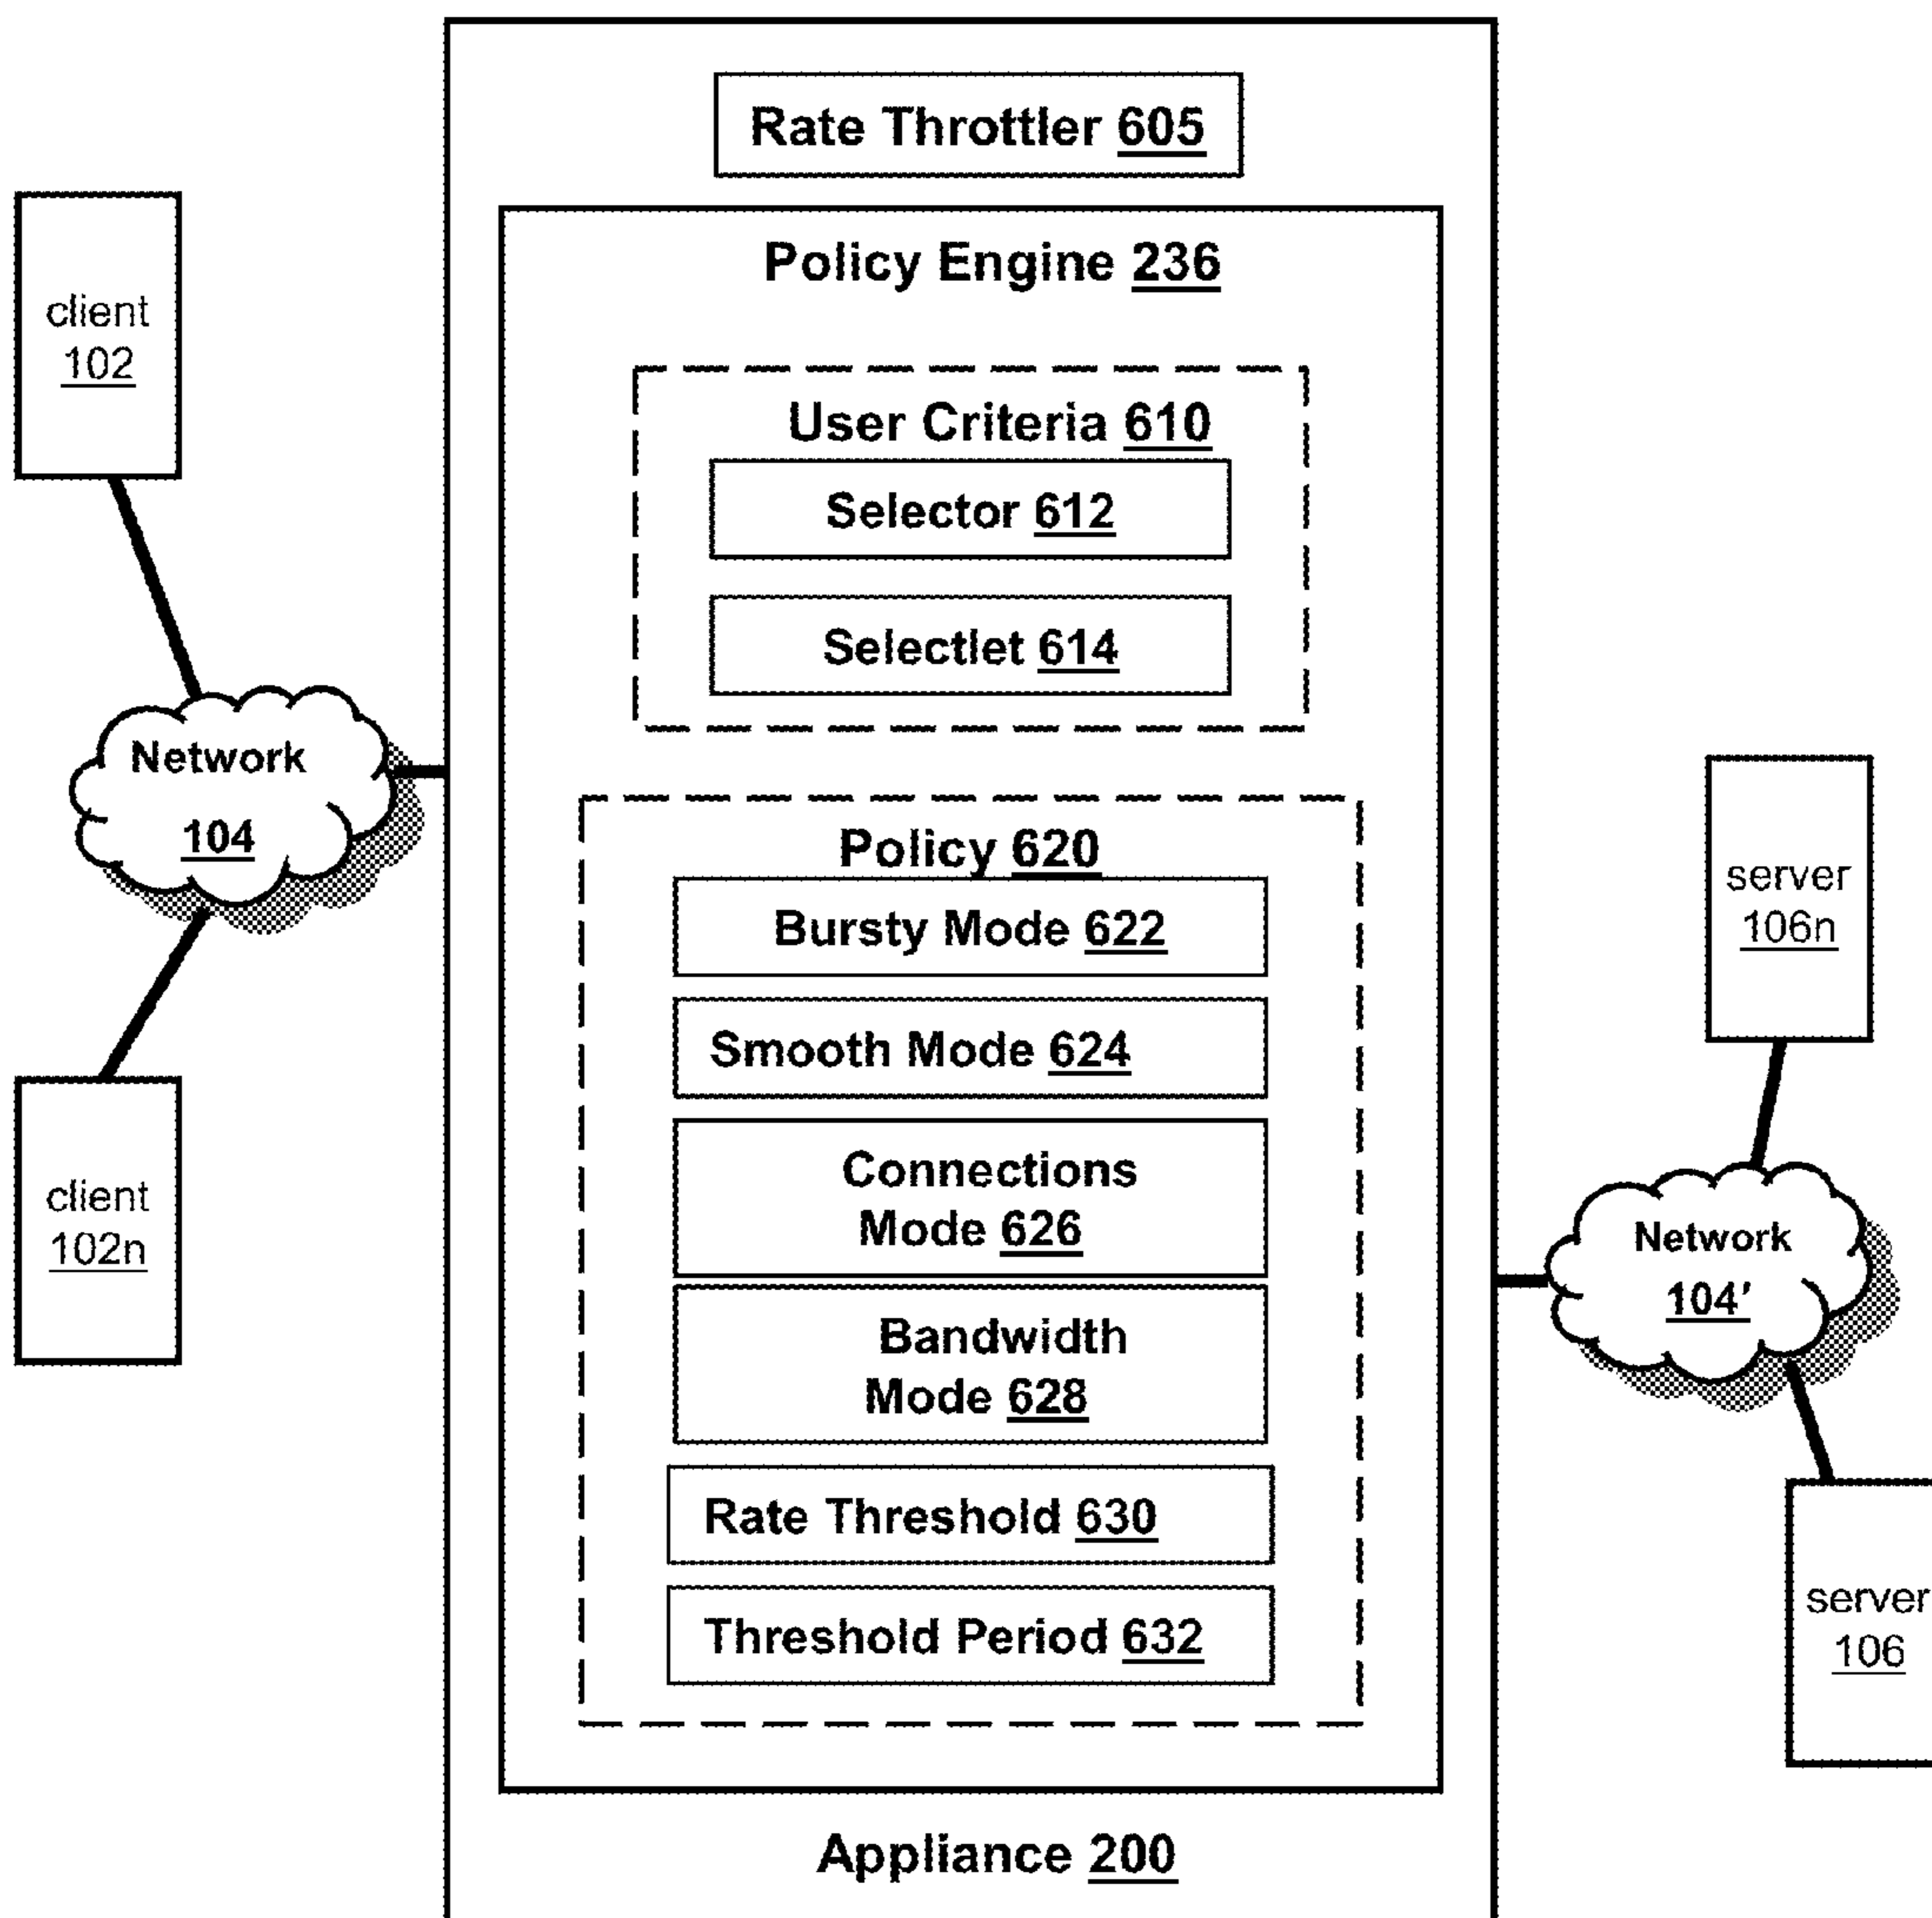 Rate Throttler 605
Policy Engine 236
client
102
User Criteria 610
Selector 612
Selectlet 614
Network
104
Policy 620
Bursty Mode 622
server
106n
Smooth Mode 624
client
102n
Connections
Mode 626
Network
104'
Bandwidth
Mode 628
Rate Threshold 630
Threshold Period 632
server
106
Appliance 200